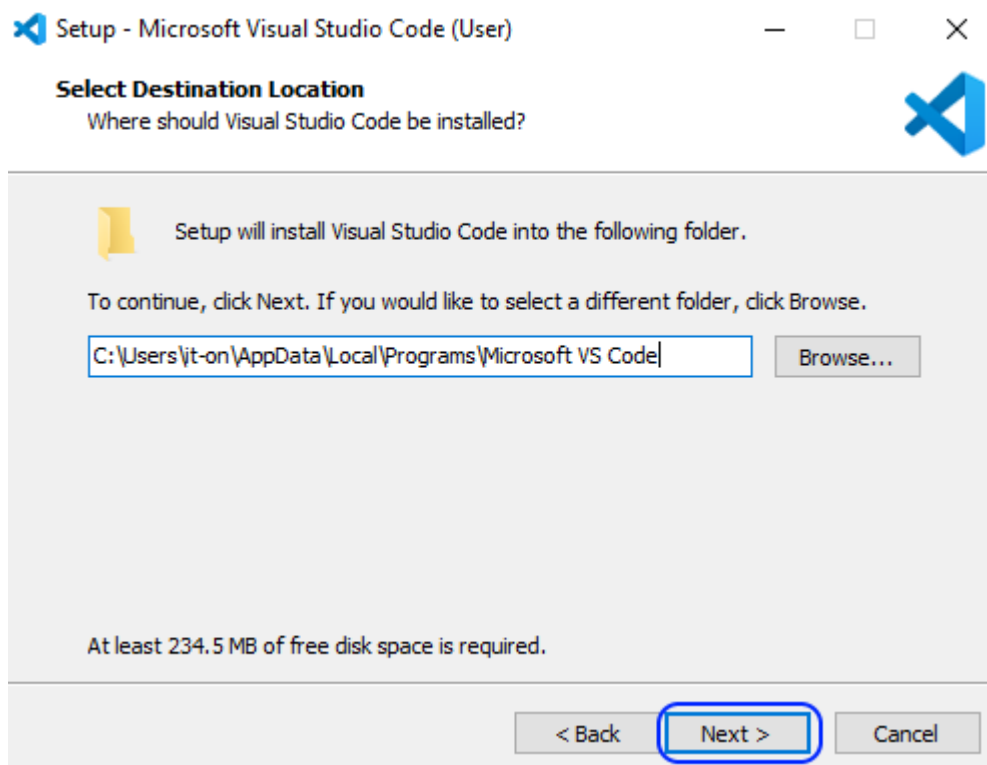 Setup - Microsoft Visual Studio Code (User)
Select Destination Location
Where should Visual Studio Code be installed?
Setup will install Visual Studio Code into the following folder.
To continue, click Next. If you would like to select a different folder, click Browse.
C:\Users\it-on\AppData\Local\Programs\Microsoft VS Code
Browse...
At least 234.5 MB of free disk space is required.
< Back Next > Cancel